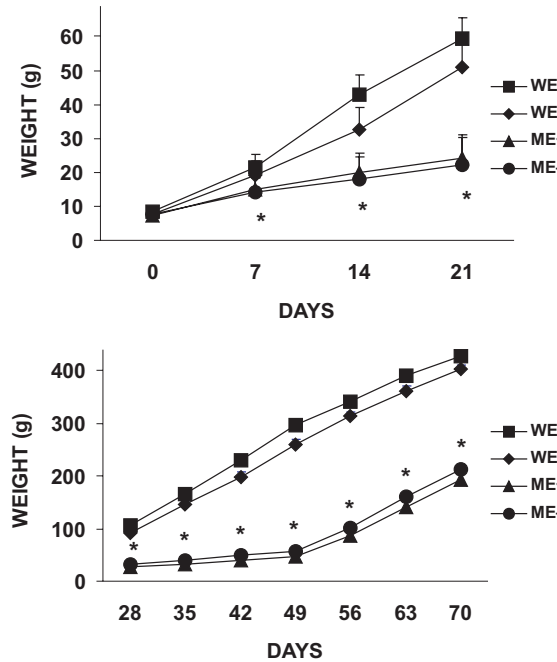 WEIGHT (g)
60
50
40
30
20
10
0
0 7 14 21
DAYS
WE
WE
ME
ME
* * *
WEIGHT (g)
400
300
200
100
0
28 35 42 49 56 63 70
DAYS
WE
WE
ME
ME
* * * * * * *